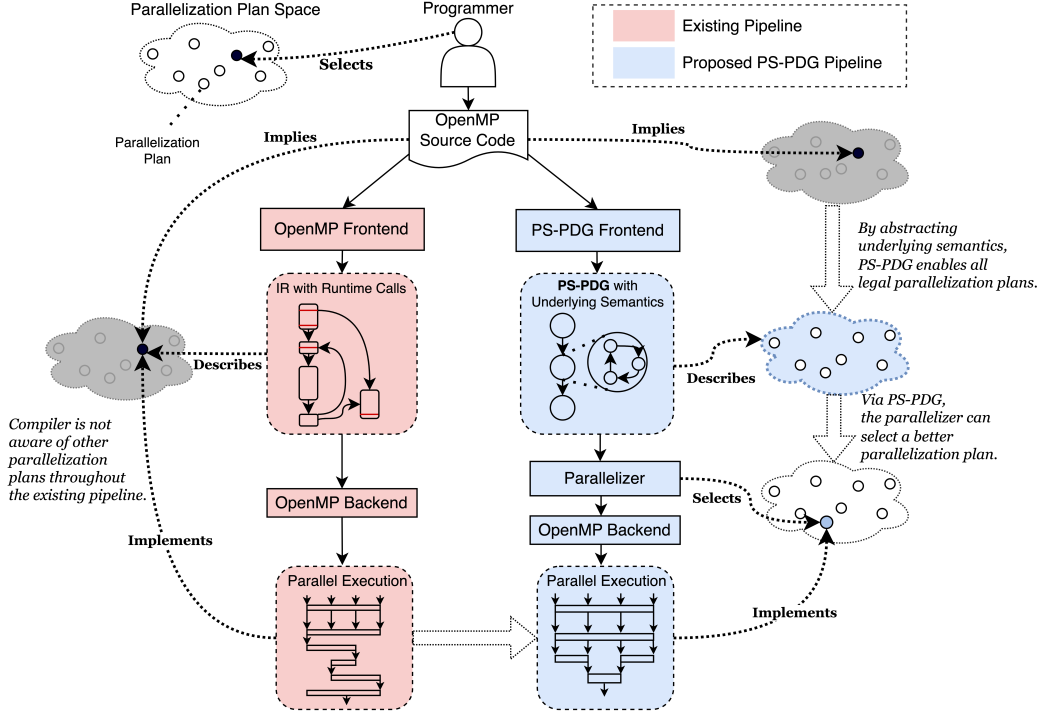 Parallelization Plan Space
Programmer
Existing Pipeline
Proposed PS-PDG Pipeline
Selects
Parallelization
Plan
OpenMP
Source Code
Implies
Implies
OpenMP Frontend
PS-PDG Frontend
By abstracting
underlying semantics,
PS-PDG enables all
legal parallelization plans.
IR with Runtime Calls
PS-PDG with
Underlying Semantics
Describes
Describes
Compiler is not
aware of other
parallelization
plans throughout
the existing pipeline.
Via PS-PDG,
the parallelizer can
select a better
parallelization plan.
OpenMP Backend
Parallelizer
Selects
OpenMP Backend
Implements
Parallel Execution
Parallel Execution
Implements